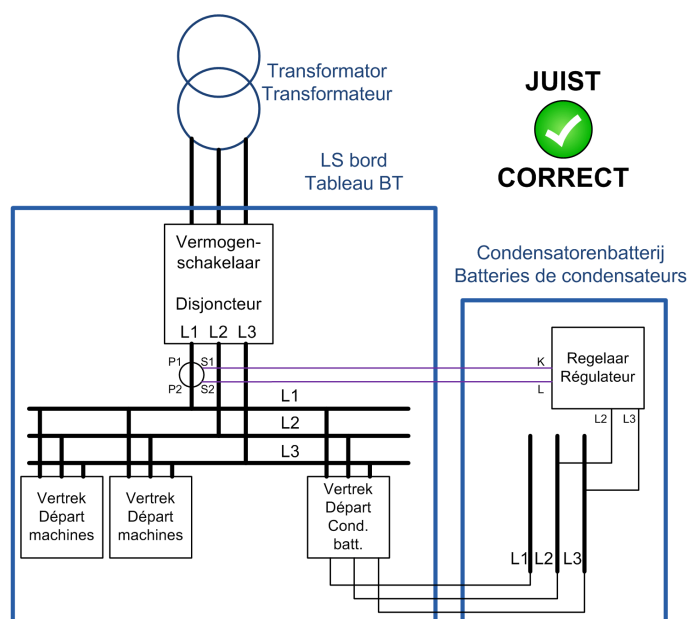 Transformator
Transformateur
JUIST
CORRECT
LS bord
Tableau BT
Vermogen-
schakelaar
Disjoncteur
L1 L2 L3
Condensatorenbatterij
Batteries de condensateurs
P1 S1
P2 S2
K
L
Regelaar
Régulateur
L2 L3
L1
L2
L3
Vertrek
Départ
machines
Vertrek
Départ
machines
Vertrek
Départ
Cond.
batt.
L1 L2 L3